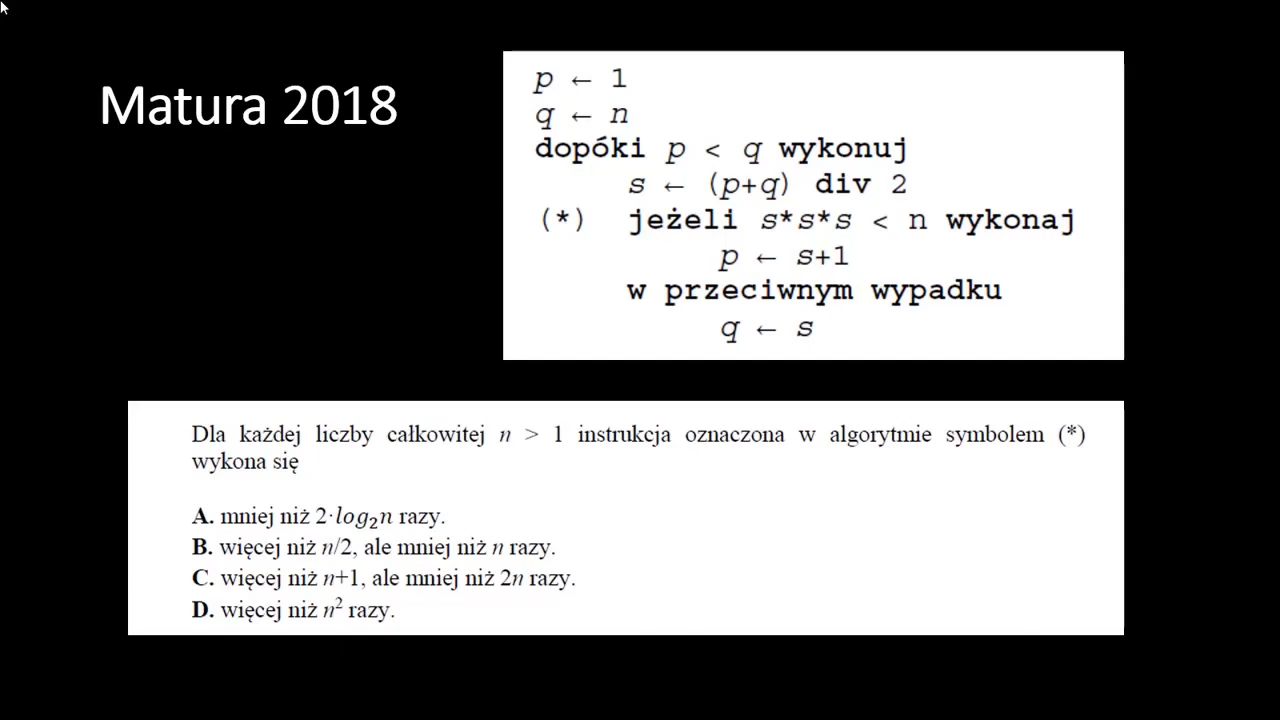 Matura 2018
p ← 1
q ← n
dopóki p < q wykonuj
s ← (p+q) div 2
(*) jeżeli s*s*s < n wykonaj
p ← s+1
w przeciwnym wypadku
q ← s
Dla każdej liczby całkowitej n > 1 instrukcja oznaczona w algorytmie symbolem (*)
wykona się
A. mniej niż 2·log₂n razy.
B. więcej niż n/2, ale mniej niż n razy.
C. więcej niż n+1, ale mniej niż 2n razy.
D. więcej niż n² razy.